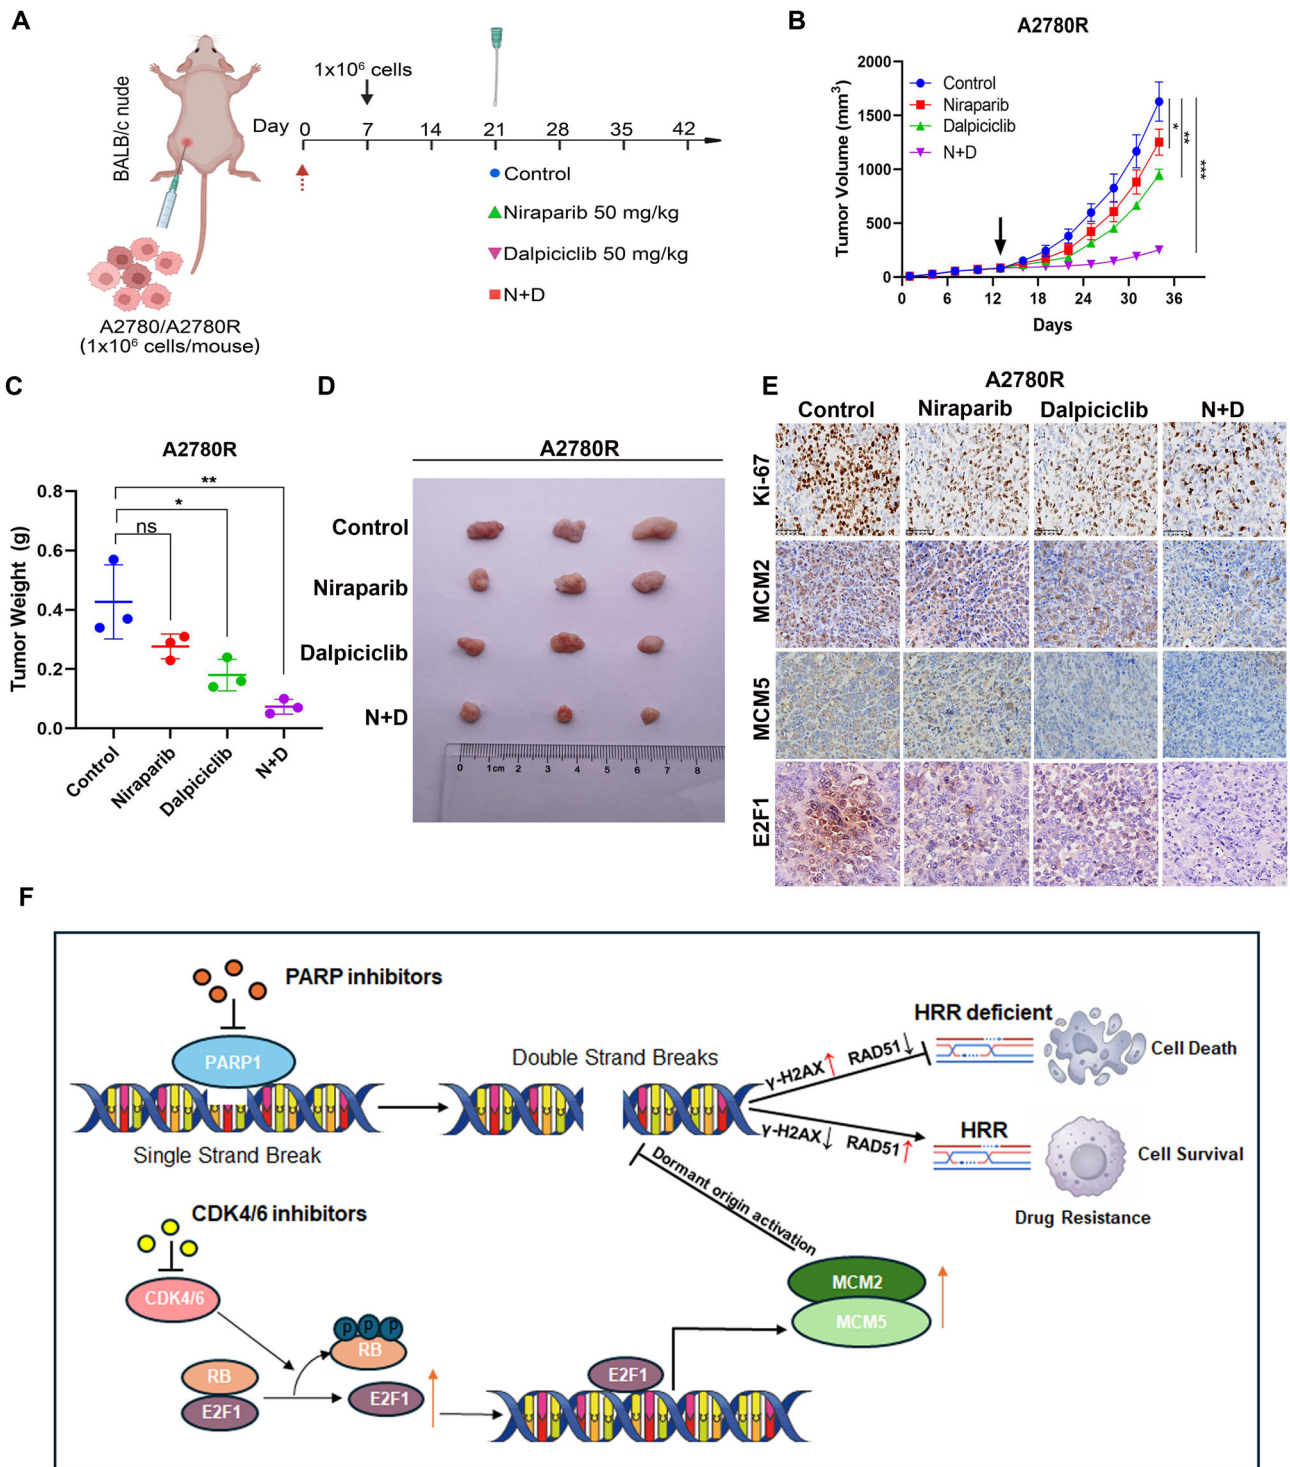 A
BALB/c nude
1x10⁶ cells
Day 0 7 14 21 28 35 42
Control
Niraparib 50 mg/kg
Dalpiciclib 50 mg/kg
N+D
A2780/A2780R
(1x10⁶ cells/mouse)
B
A2780R
Tumor Volume (mm³)
2000
1500
1000
500
0
Control
Niraparib
Dalpiciclib
N+D
*
**
***
0 6 12 18 24 30 36
Days
C
A2780R
Tumor Weight (g)
0.8
0.6
0.4
0.2
0.0
**
*
ns
Control
Niraparib
Dalpiciclib
N+D
D
A2780R
Control
Niraparib
Dalpiciclib
N+D
0 1cm 2 3 4 5 6 7 8
E
A2780R
Control Niraparib Dalpiciclib N+D
Ki-67
MCM2
MCM5
E2F1
F
PARP inhibitors
PARP1
Single Strand Break
Double Strand Breaks
γ-H2AX↑ RAD51↓
HRR deficient
Cell Death
γ-H2AX↓ RAD51↑
HRR
Cell Survival
Drug Resistance
Dormant origin activation
CDK4/6 inhibitors
CDK4/6
p p p
RB
RB
E2F1
E2F1
E2F1
MCM2
MCM5